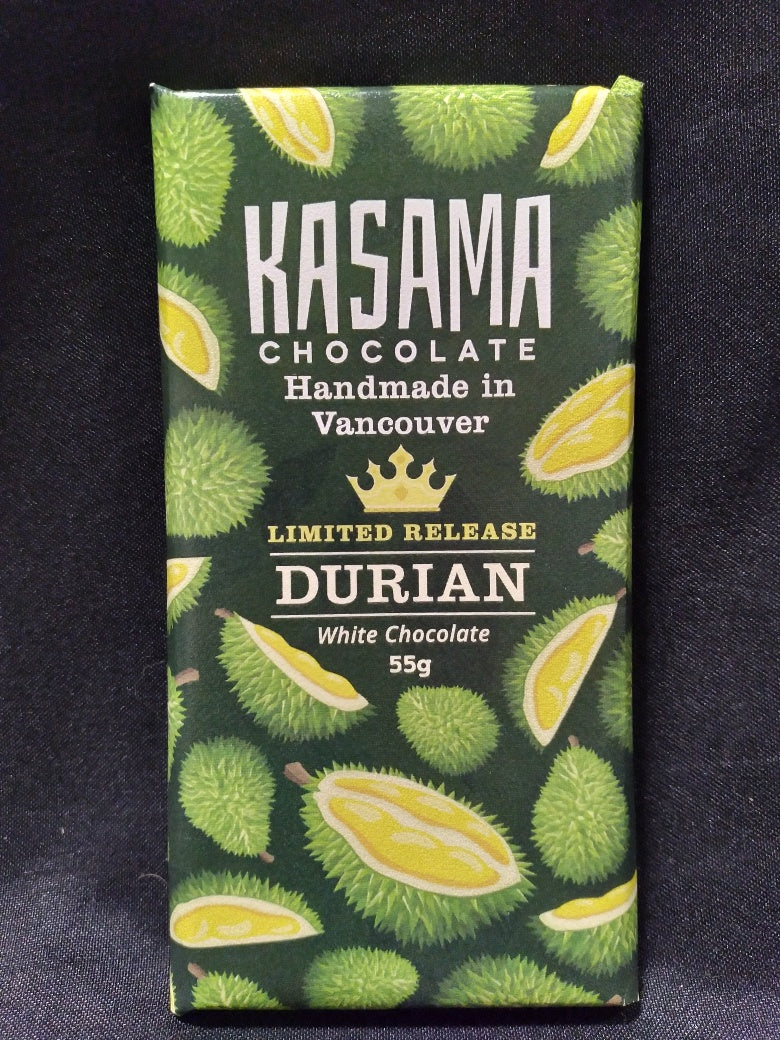 KASAMA
CHOCOLATE
Handmade in
Vancouver
LIMITED RELEASE
DURIAN
White Chocolate
55g